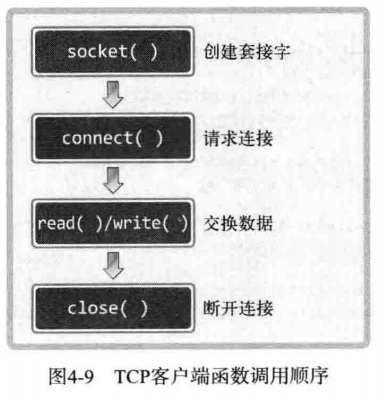 socket( ) 创建套接字
connect( ) 请求连接
read( )/write( ) 交换数据
close( ) 断开连接
图4-9 TCP客户端函数调用顺序